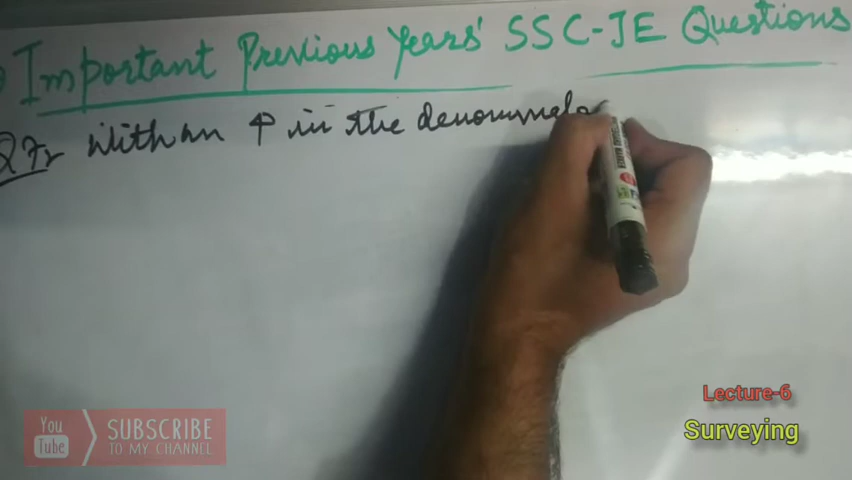 Important Previous Years' SSC-JE Questions
Q7, With an ↑ in the denominato
Lecture-6
Surveying
You
Tube
SUBSCRIBE
TO MY CHANNEL